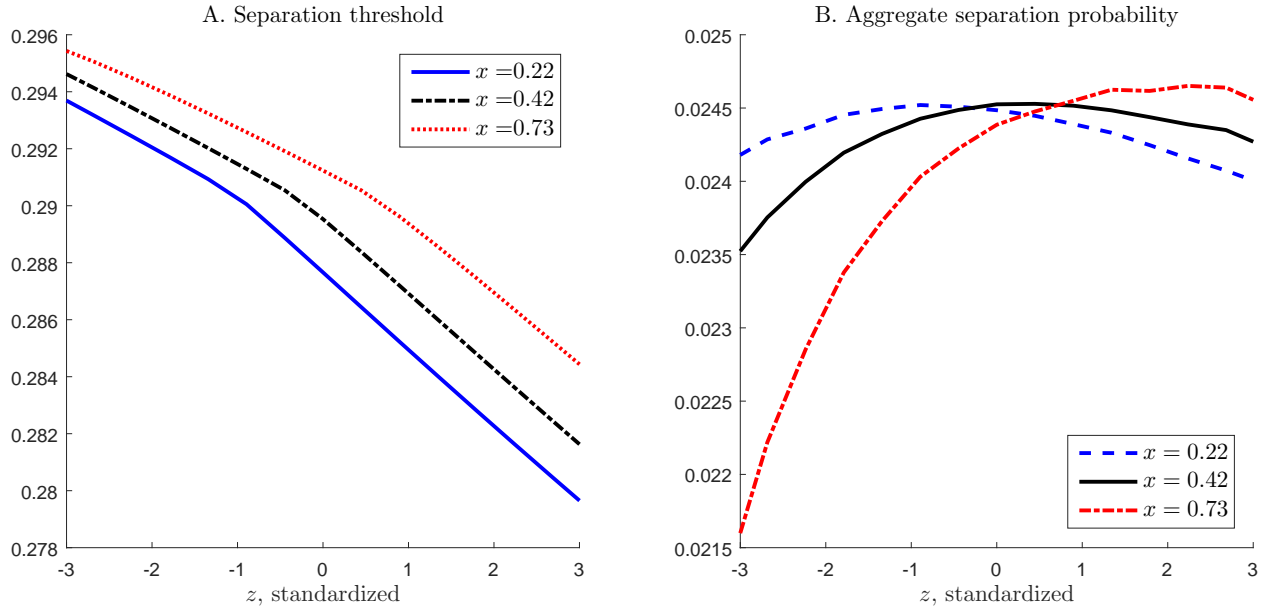 A. Separation threshold
0.296
0.294
0.292
0.29
0.288
0.286
0.284
0.282
0.28
0.278
-3 -2 -1 0 1 2 3
z, standardized
x =0.22
x =0.42
x =0.73
B. Aggregate separation probability
0.025
0.0245
0.024
0.0235
0.023
0.0225
0.022
0.0215
-3 -2 -1 0 1 2 3
z, standardized
x = 0.22
x = 0.42
x = 0.73